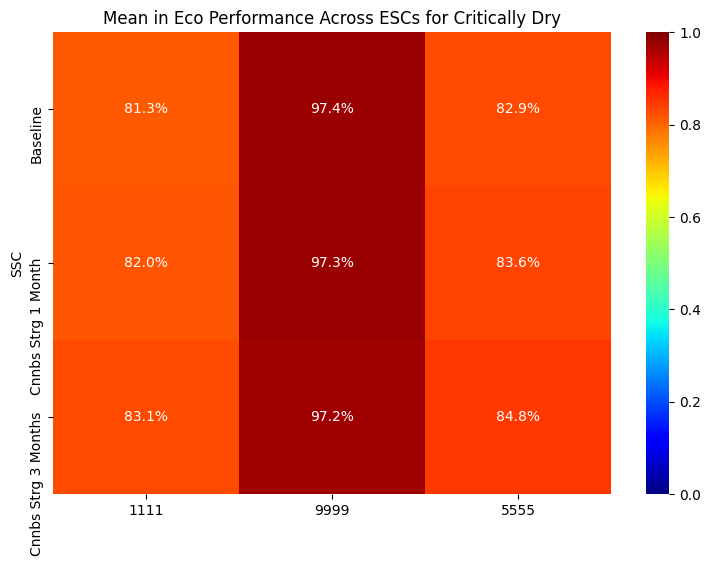 Mean in Eco Performance Across ESCs for Critically Dry
SSC
Baseline
81.3% 97.4% 82.9%
Cnnbs Strg 1 Month
82.0% 97.3% 83.6%
Cnnbs Strg 3 Months
83.1% 97.2% 84.8%
1111 9999 5555
1.0
0.8
0.6
0.4
0.2
0.0